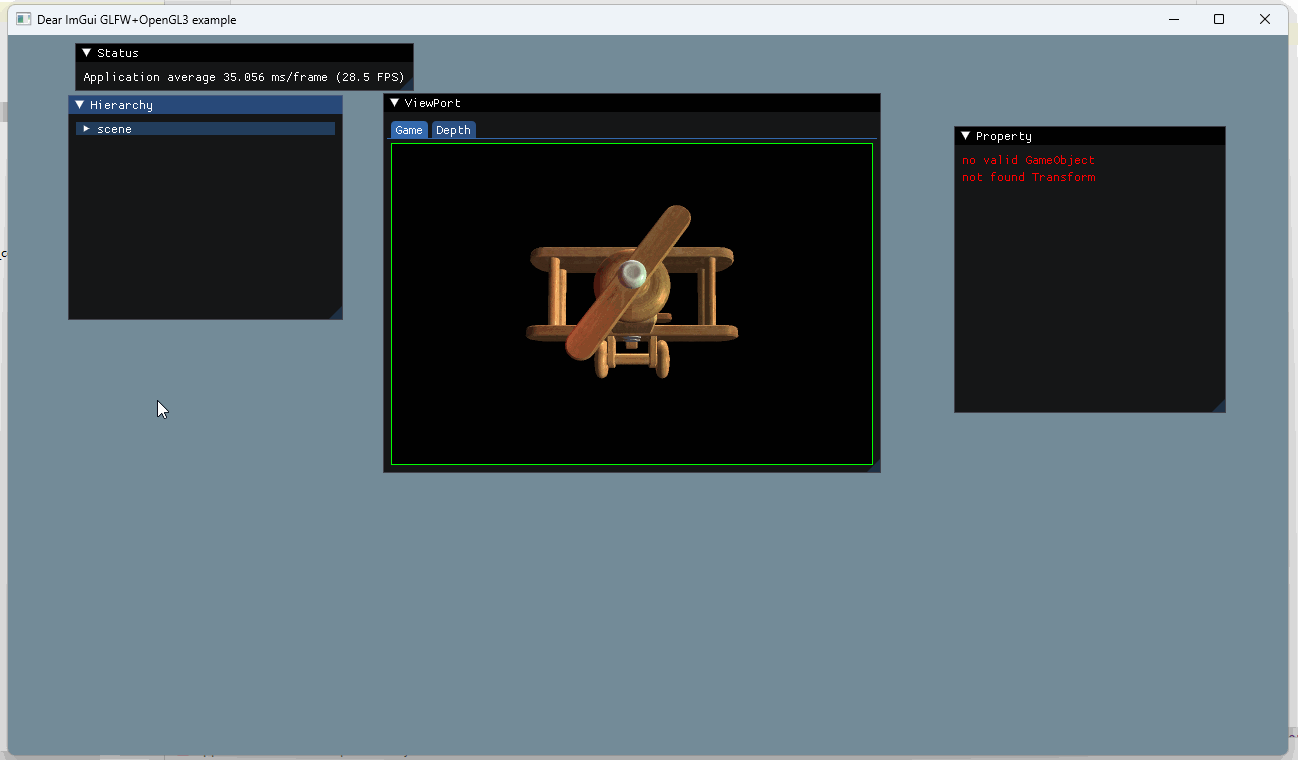 Dear ImGui GLFW+OpenGL3 example
Status
Application average 35.056 ms/frame (28.5 FPS)
Hierarchy
scene
ViewPort
Game Depth
Property
no valid GameObject
not found Transform